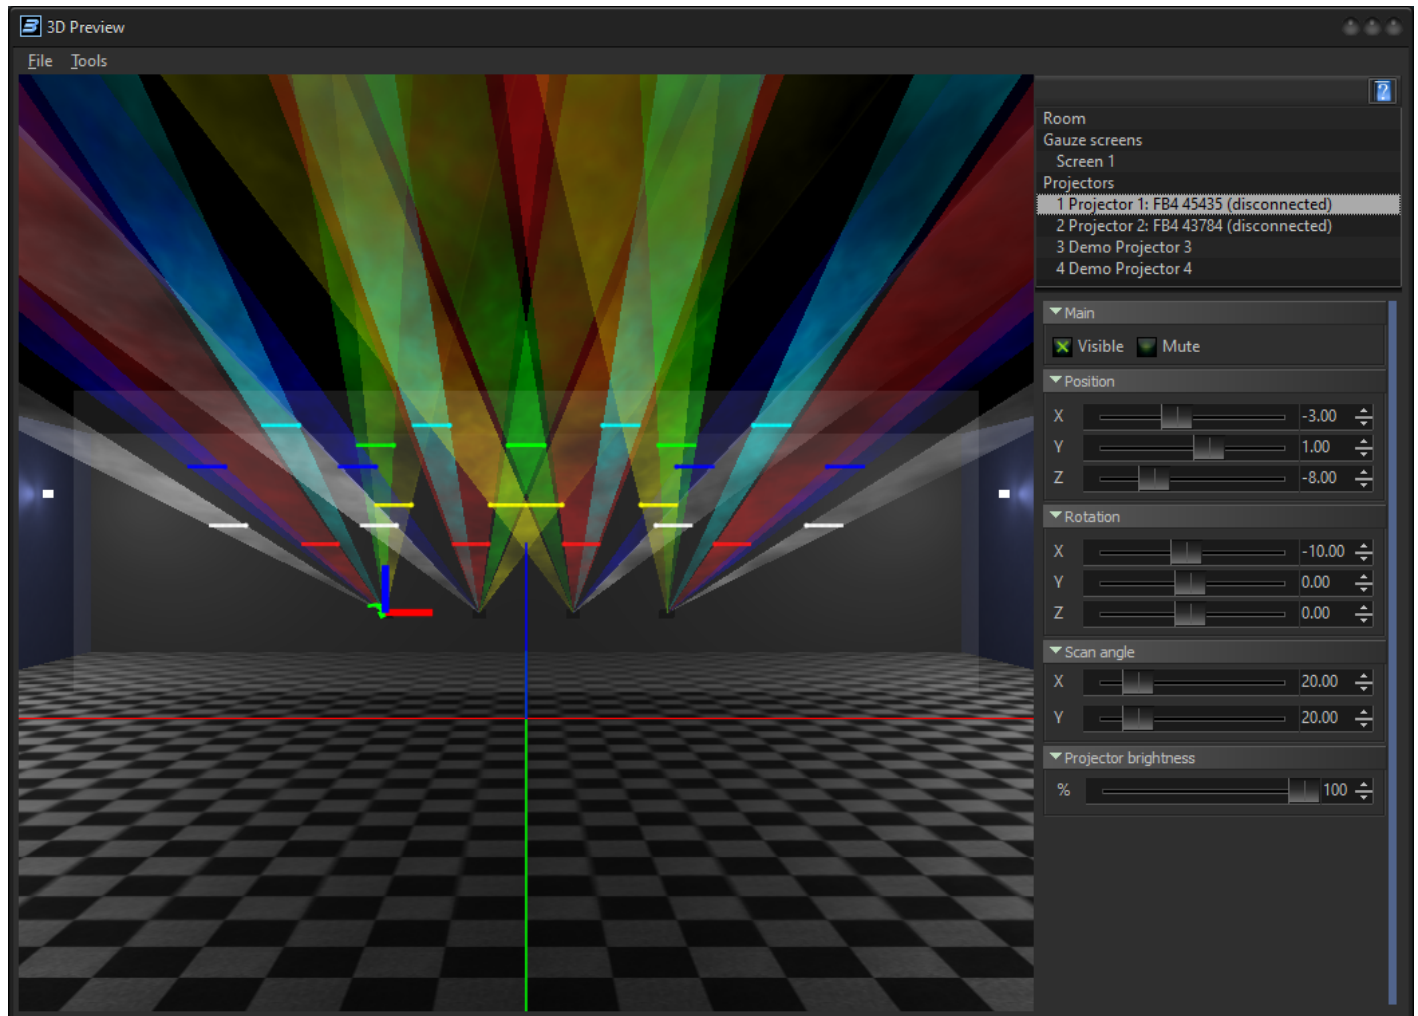 3D Preview
File Tools
Room
Gauze screens
Screen 1
Projectors
1 Projector 1: FB4 45435 (disconnected)
2 Projector 2: FB4 43784 (disconnected)
3 Demo Projector 3
4 Demo Projector 4
Main
Visible Mute
Position
X -3.00
Y 1.00
Z -8.00
Rotation
X -10.00
Y 0.00
Z 0.00
Scan angle
X 20.00
Y 20.00
Projector brightness
% 100